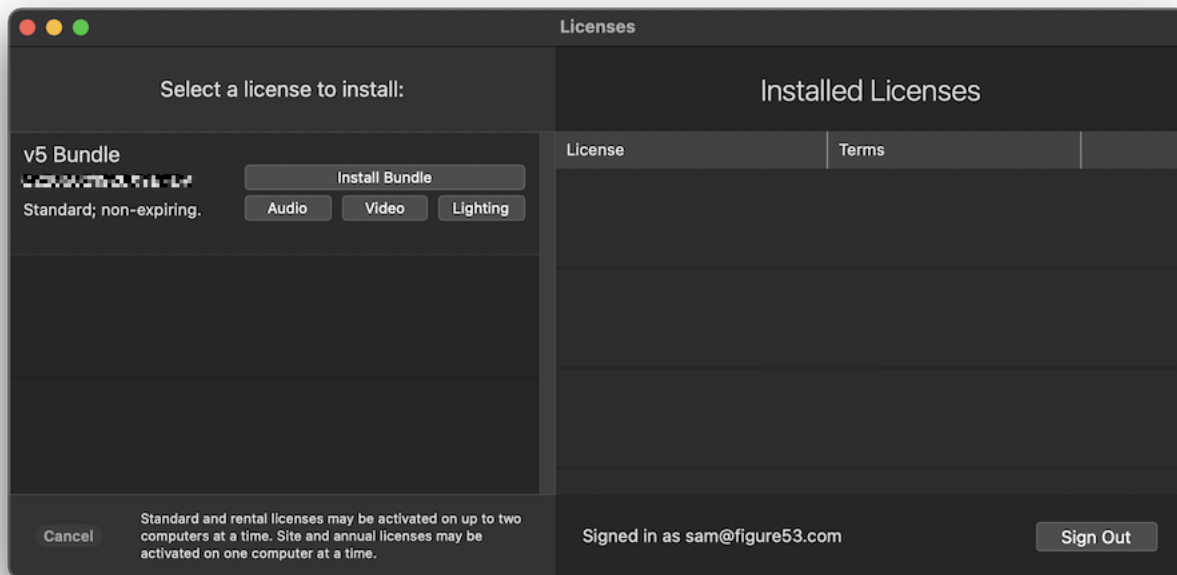 Licenses
Select a license to install:
v5 Bundle
Install Bundle
Standard; non-expiring.
Audio
Video
Lighting
Cancel
Standard and rental licenses may be activated on up to two
computers at a time. Site and annual licenses may be
activated on one computer at a time.
Installed Licenses
License
Terms
Signed in as sam@figure53.com
Sign Out